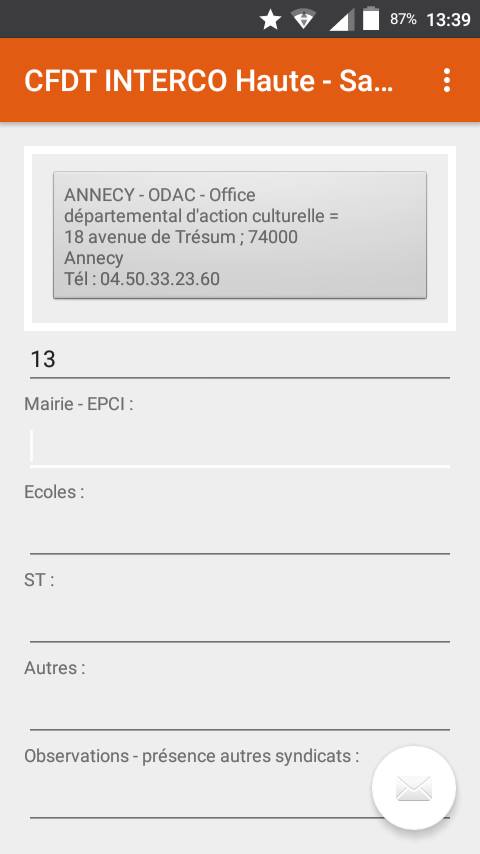 87% 13:39
CFDT INTERCO Haute - Sa...
ANNECY - ODAC - Office
départemental d'action culturelle =
18 avenue de Trésum ; 74000
Annecy
Tél : 04.50.33.23.60
13
Mairie - EPCI :
Ecoles :
ST :
Autres :
Observations - présence autres syndicats :